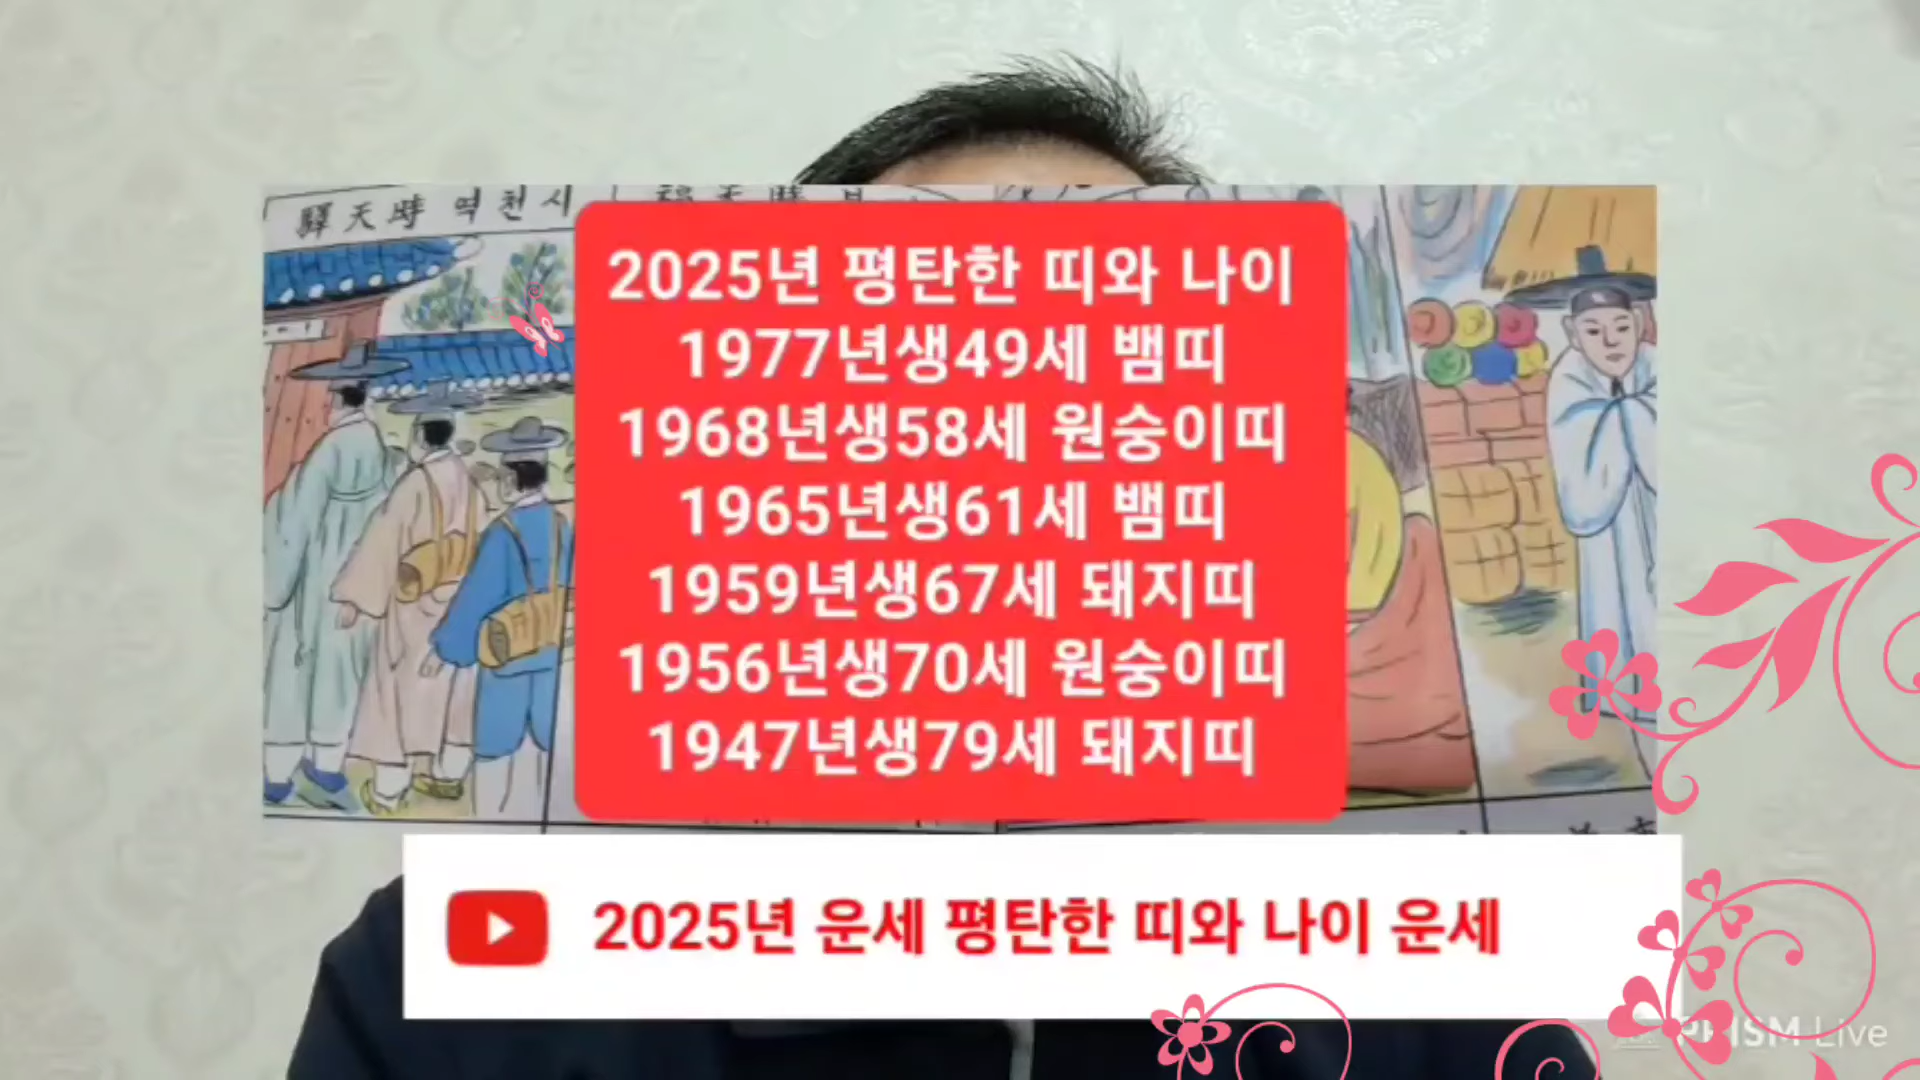 驛天時 역천시
2025년 평탄한 띠와 나이
1977년생49세 뱀띠
1968년생58세 원숭이띠
1965년생61세 뱀띠
1959년생67세 돼지띠
1956년생70세 원숭이띠
1947년생79세 돼지띠
2025년 운세 평탄한 띠와 나이 운세
PRISM Live